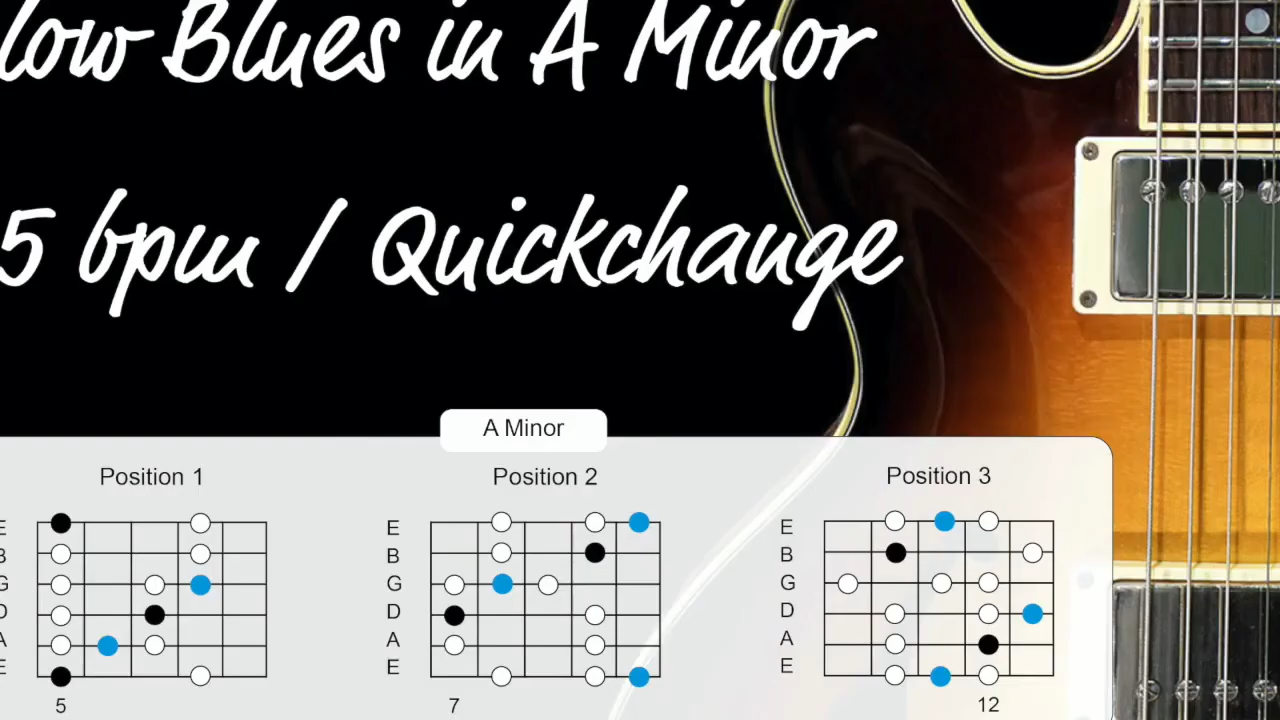 low Blues in A Minor
5 bpm / Quickchange
A Minor
Position 1 Position 2 Position 3
E E E
B B B
G G G
D D D
A A A
E E E
5 7 12